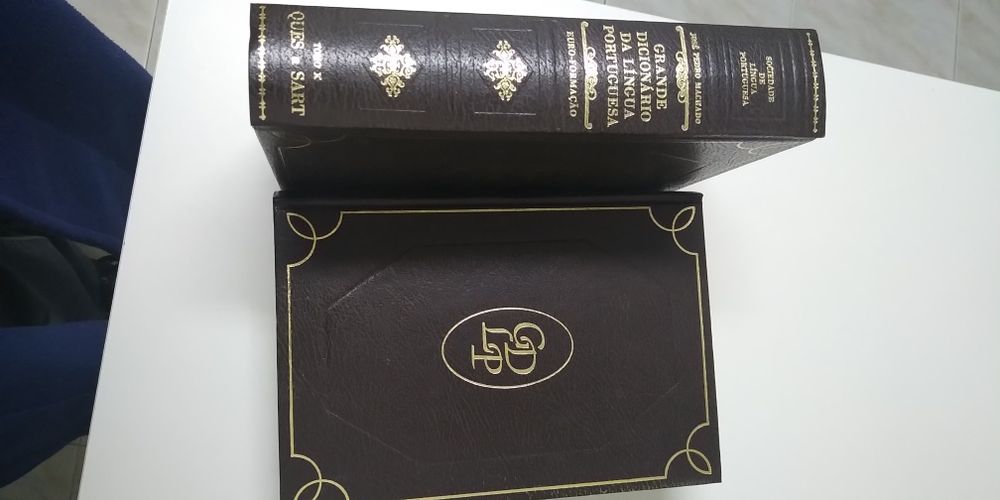 SOCIEDADE
DE
LÍNGUA
PORTUGUESA
JOSÉ PEDRO MACHADO
GRANDE
DICIONÁRIO
DA LÍNGUA
PORTUGUESA
EURO-FORMAÇÃO
TOMO X
QUES a SART
GDLP